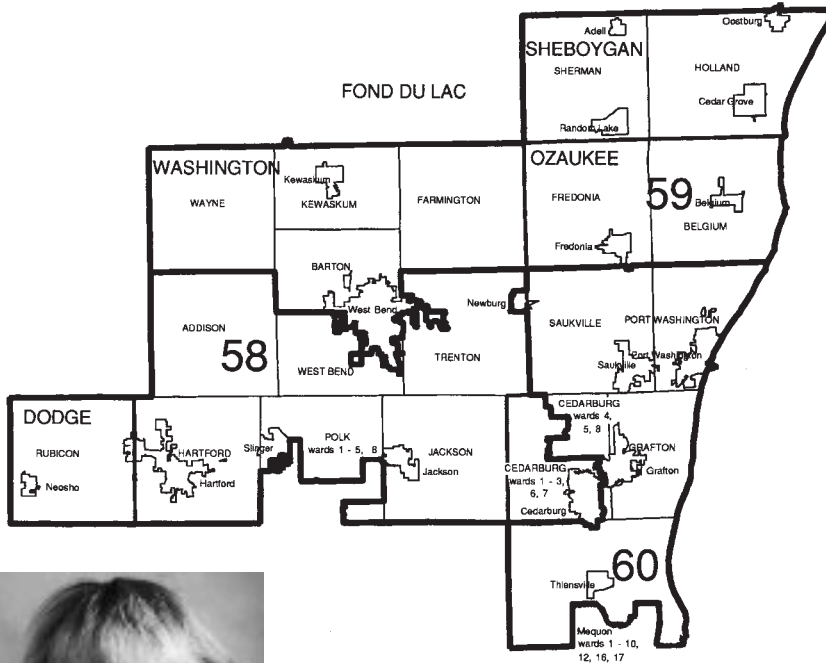 Adell
Oostburg
SHEBOYGAN
SHERMAN
HOLLAND
FOND DU LAC
Cedar Grove
Random Lake
WASHINGTON
OZAUKEE
Kewaskum
WAYNE
KEWASKUM
FARMINGTON
FREDONIA
59
Belgium
BELGIUM
Fredonia
BARTON
West Bend
Newburg
ADDISON
SAUKVILLE
PORT WASHINGTON
58
WEST BEND
TRENTON
Saukville
Port Washington
DODGE
CEDARBURG
wards 4,
5, 8
RUBICON
HARTFORD
Slinger
POLK
wards 1 - 5, 8
JACKSON
Jackson
GRAFTON
Grafton
Neosho
Hartford
CEDARBURG
wards 1 - 3,
6, 7
Cedarburg
60
Thiensville
Mequon
wards 1 - 10,
12, 16, 17